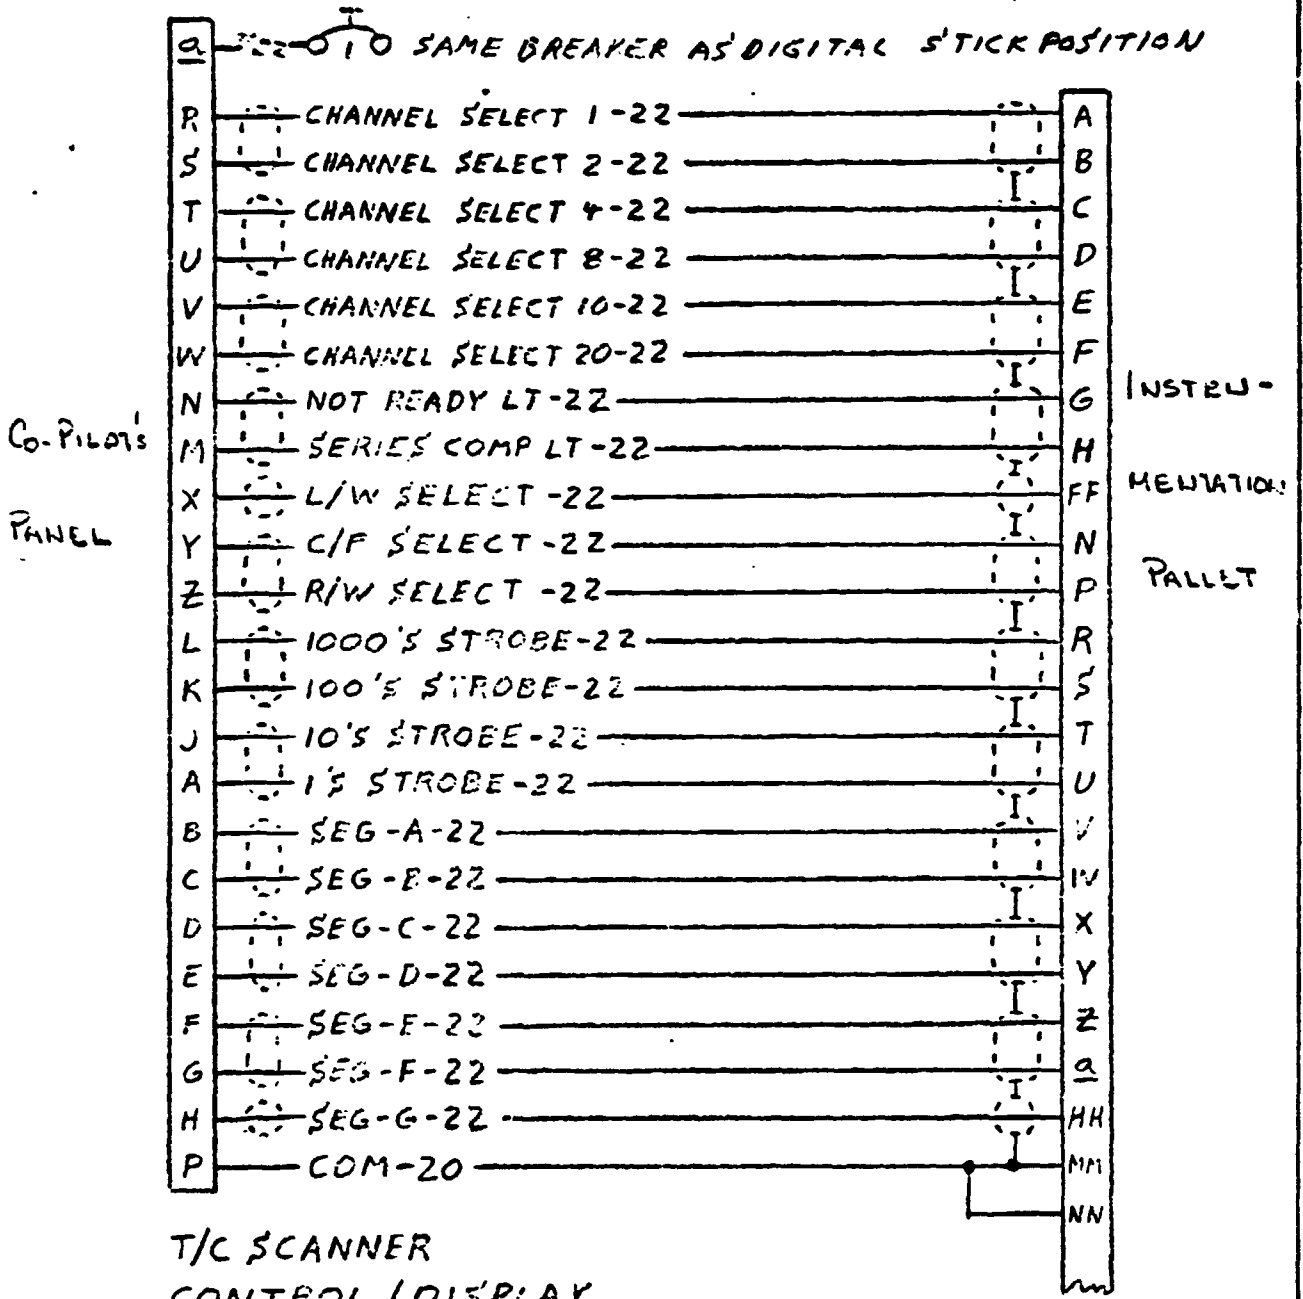 a SAME BREAKER AS DIGITAL STICK POSITION
R CHANNEL SELECT 1-22 A
S CHANNEL SELECT 2-22 B
T CHANNEL SELECT 4-22 C
U CHANNEL SELECT 8-22 D
V CHANNEL SELECT 10-22 E
W CHANNEL SELECT 20-22 F
N NOT READY LT-22 G
M SERIES COMP LT-22 H
X L/W SELECT -22 FF
Y C/F SELECT -22 N
Z R/W SELECT -22 P
L 1000'S STROBE-22 R
K 100'S STROBE-22 S
J 10'S STROBE-22 T
A 1'S STROBE-22 U
B SEG-A-22 V
C SEG-B-22 W
D SEG-C-22 X
E SEG-D-22 Y
F SEG-E-22 Z
G SEG-F-22 a
H SEG-G-22 HH
P COM-20 MM
NN
CO-PILOT'S
PANEL
INSTRU-
MENTATION
PALLET
T/C SCANNER
CONTROL/DISPLAY